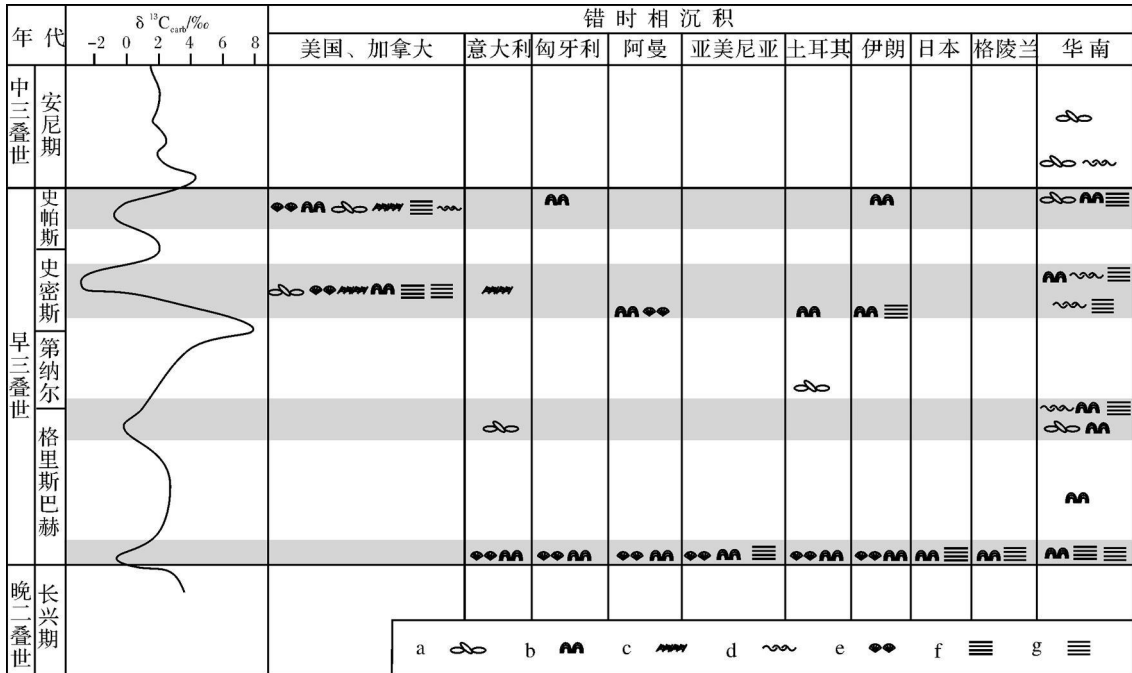 年代
δ ¹³C_carb/‰
-2 0 2 4 6 8
错时相沉积
美国、加拿大 意大利 匈牙利 阿曼 亚美尼亚 土耳其 伊朗 日本 格陵兰 华南
中三叠世
安尼期
早三叠世
史帕斯
史密斯
第纳尔
格里斯巴赫
晚二叠世
长兴期
a b c d e f g